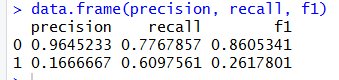 > data.frame(precision, recall, f1)
  precision    recall        f1
0 0.9645233 0.7767857 0.8605341
1 0.1666667 0.6097561 0.2617801